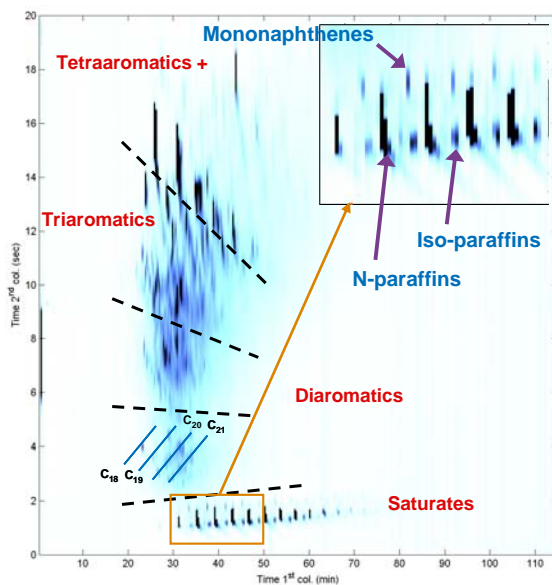 20
18
16
14
12
10
8
6
4
2
0
Time 2nd col. (sec)
Tetraaromatics +
Triaromatics
Diaromatics
Saturates
Mononaphthenes
Iso-paraffins
N-paraffins
C20
C21
C18
C19
10 20 30 40 50 60 70 80 90 100 110
Time 1st col. (min)